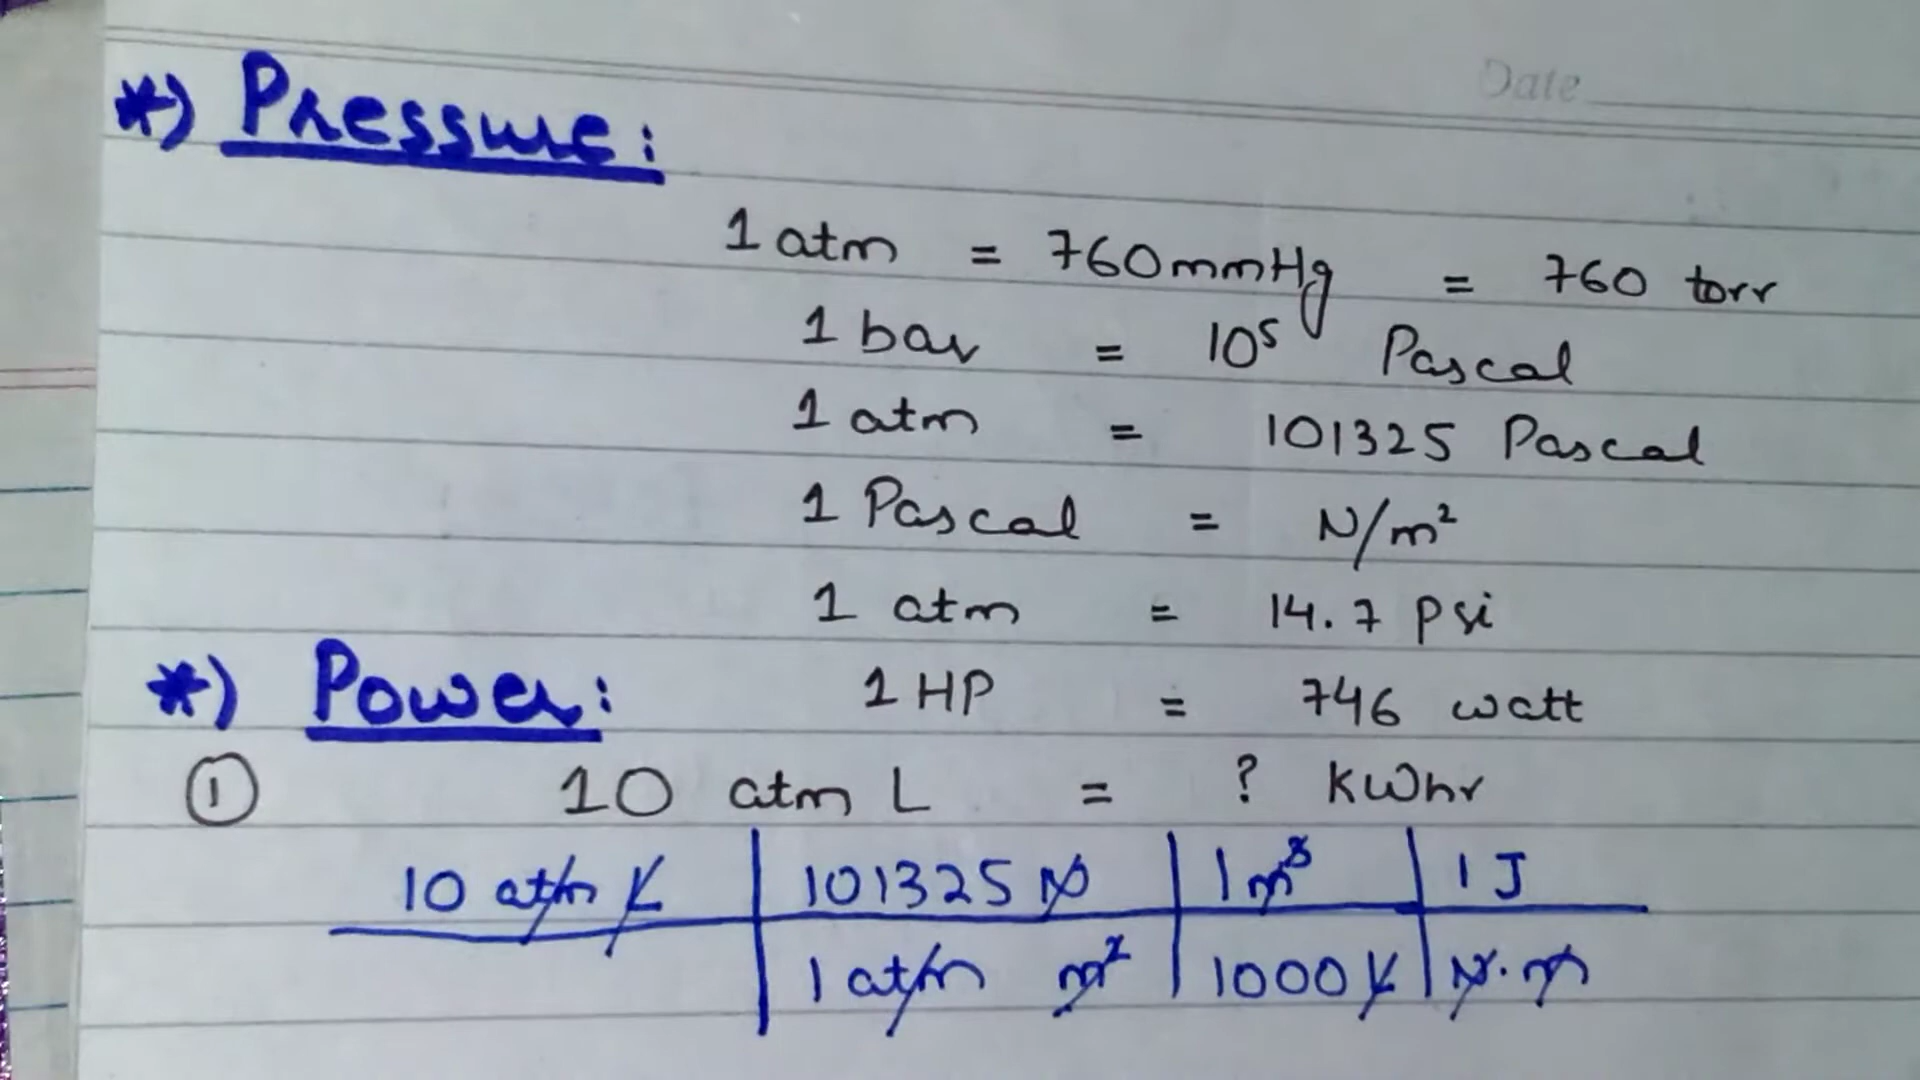 Date
*) Pressure:
1 atm = 760mmHg = 760 torr
1 bar = 10⁵ Pascal
1 atm = 101325 Pascal
1 Pascal = N/m²
1 atm = 14.7 psi
*) Power: 1 HP = 746 watt
① 10 atm L = ? kWhr
10 atm L | 101325 N | 1 m³ | 1 J
1 atm m² | 1000 L | N.m